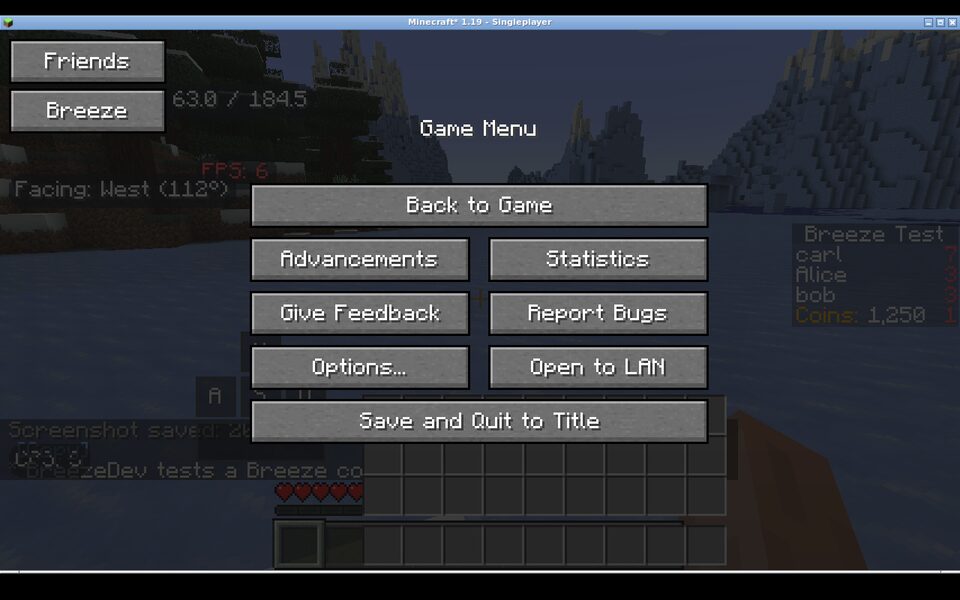 Minecraft* 1.19 - Singleplayer
Friends
Breeze
63.0 / 184.5
Game Menu
FPS: 6
Facing: West (112°)
Back to Game
Advancements
Statistics
Breeze Test
carl
Alice
bob
Coins: 1,250
Give Feedback
Report Bugs
Options...
Open to LAN
A
Save and Quit to Title
Screenshot saved:
BreezeDev tests a Breeze co